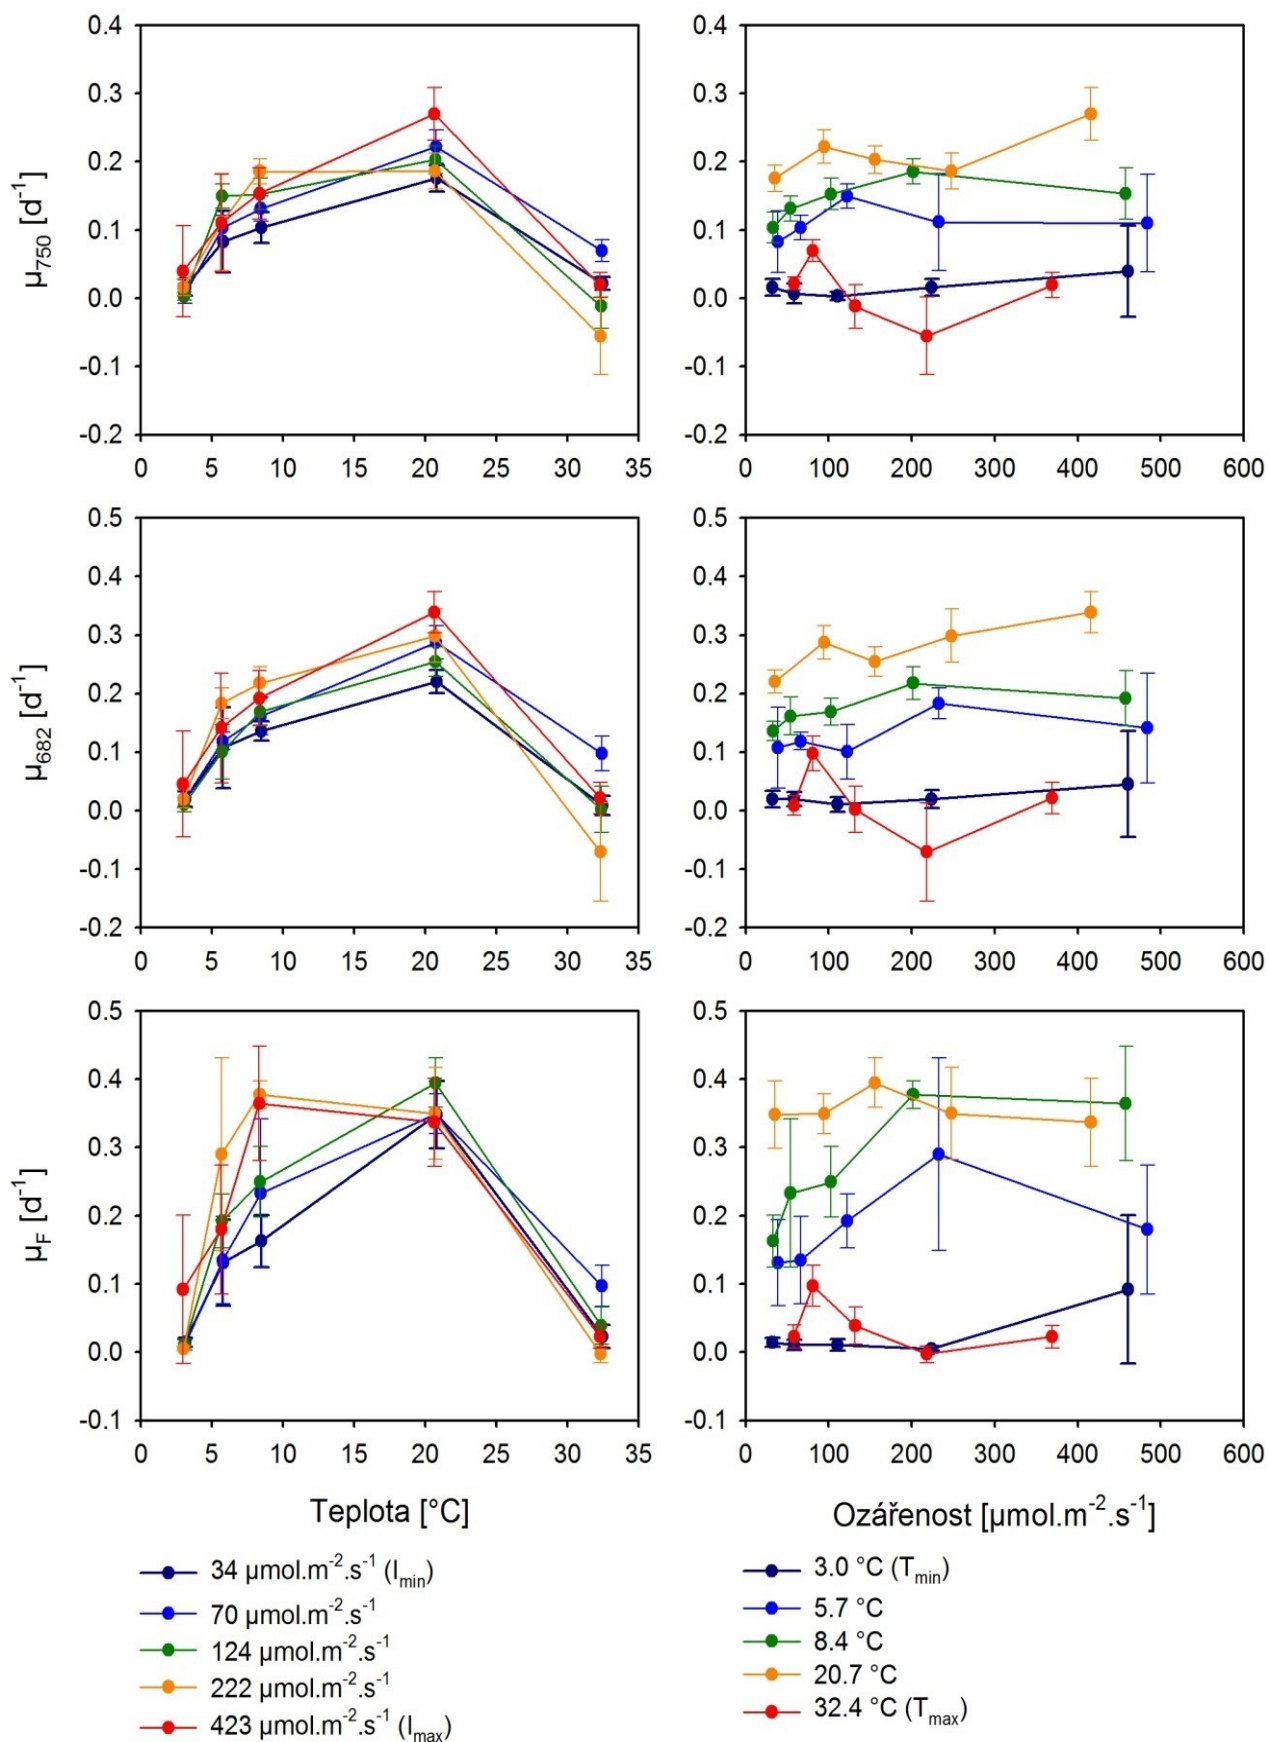 0.4 0.4
0.3 0.3
0.2 0.2
0.1 0.1
0.0 0.0
-0.1 -0.1
-0.2 -0.2
μ₇₅₀ [d⁻¹]
0 5 10 15 20 25 30 35 0 100 200 300 400 500 600
0.5 0.5
0.4 0.4
0.3 0.3
0.2 0.2
0.1 0.1
0.0 0.0
-0.1 -0.1
-0.2 -0.2
μ₆₈₂ [d⁻¹]
0 5 10 15 20 25 30 35 0 100 200 300 400 500 600
0.5 0.5
0.4 0.4
0.3 0.3
0.2 0.2
0.1 0.1
0.0 0.0
-0.1 -0.1
μF [d⁻¹]
0 5 10 15 20 25 30 35 0 100 200 300 400 500 600
Teplota [°C] Ozářenost [μmol.m⁻².s⁻¹]
34 μmol.m⁻².s⁻¹ (Imin)
70 μmol.m⁻².s⁻¹
124 μmol.m⁻².s⁻¹
222 μmol.m⁻².s⁻¹
423 μmol.m⁻².s⁻¹ (Imax)
3.0 °C (Tmin)
5.7 °C
8.4 °C
20.7 °C
32.4 °C (Tmax)